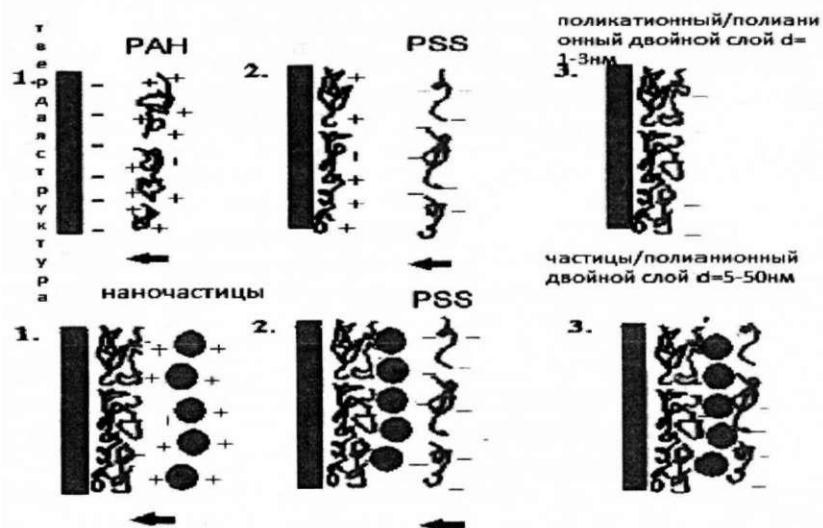 твердаяструктура
PAH
PSS
поликатионный/полиани
онный двойной слой d=
1-3нм
1.
2.
3.
частицы/полианионный
двойной слой d=5-50нм
наночастицы
PSS
1.
2.
3.